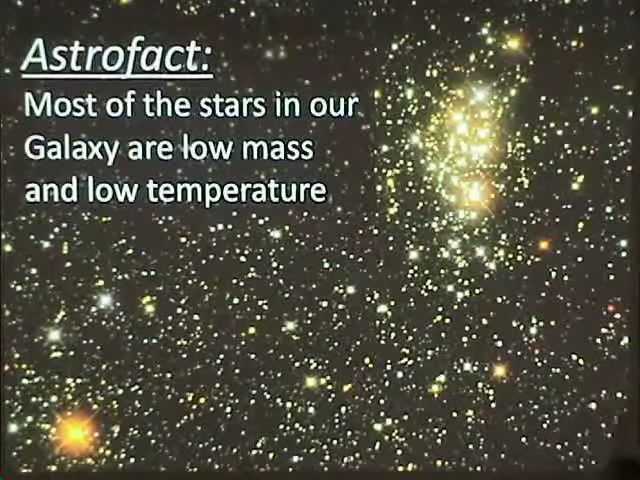 Astrofact:
Most of the stars in our
Galaxy are low mass
and low temperature